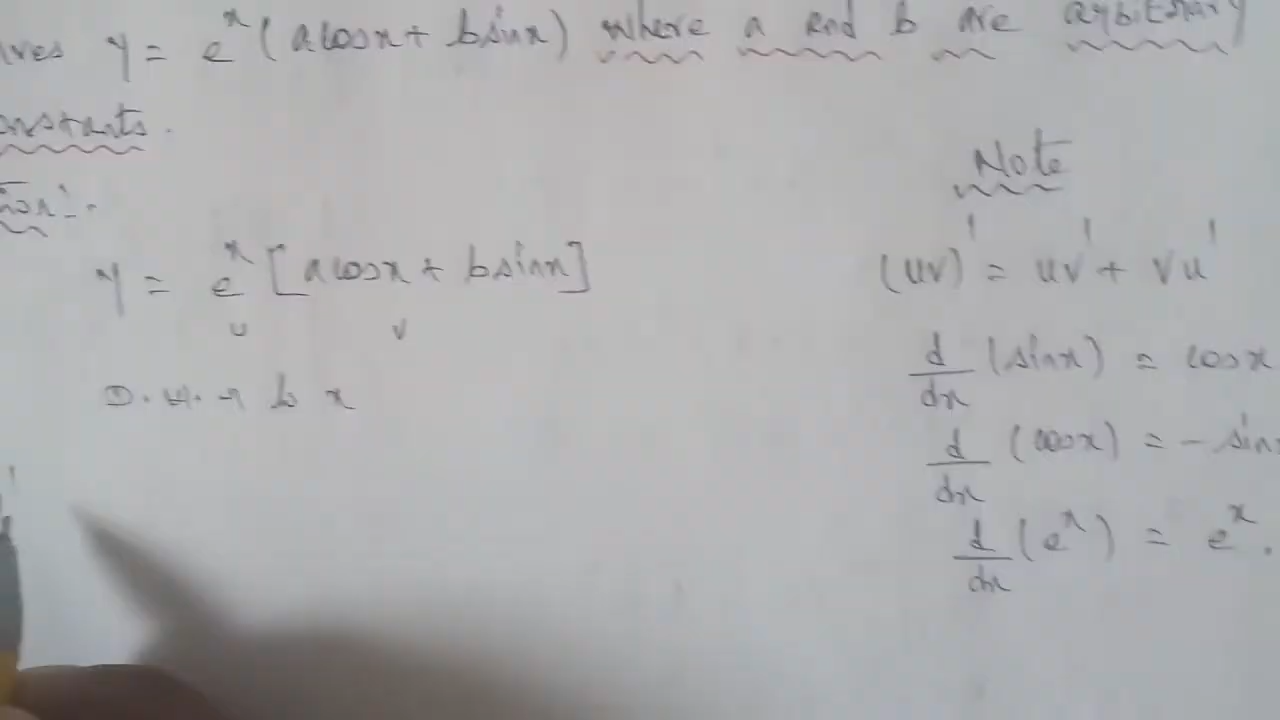 y = e^x (a cos x + b sin x) where a and b are arbitrary
onstants.
Note
y = e^x [a cos x + b sin x]
u v
(uv)' = uv' + vu'
d/dx (sin x) = cos x
D. w. r to x
d/dx (cos x) = - sin
d/dx (e^x) = e^x.